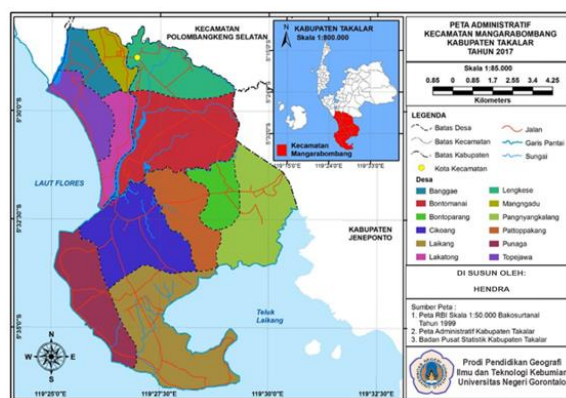 KECAMATAN
POLOMBANGKENG SELATAN
KABUPATEN TAKALAR
Skala 1:800.000
Kecamatan
Mangarabombang
LAUT FLORES
KABUPATEN
JENEPONTO
Teluk
Laikang
N
W
E
S
5°30'0"S
5°32'30"S
5°35'0"S
119°25'0"E
119°27'30"E
119°30'0"E
119°32'30"E
PETA ADMINISTRATIF
KECAMATAN MANGARABOMBANG
KABUPATEN TAKALAR
TAHUN 2017
Skala 1:85.000
0.85 0 0.85 1.7 2.55 3.4 4.25
Kilometers
LEGENDA
Batas Desa
Jalan
Batas Kecamatan
Garis Pantai
Batas Kabupaten
Sungai
Kota Kecamatan
Desa
Banggae
Lengkese
Bontomanai
Mangngadu
Bontoparang
Pangnyangkalang
Cikoang
Pattoppakang
Laikang
Punaga
Lakatong
Topejawa
DI SUSUN OLEH:
HENDRA
Sumber Peta :
1. Peta RBI Skala 1:50.000 Bakosurtanal
Tahun 1999
2. Peta Administratif Kabupaten Takalar
3. Badan Pusat Statistik Kabupaten Takalar
Prodi Pendidikan Geografi
Ilmu dan Teknologi Kebumian
Universitas Negeri Gorontalo